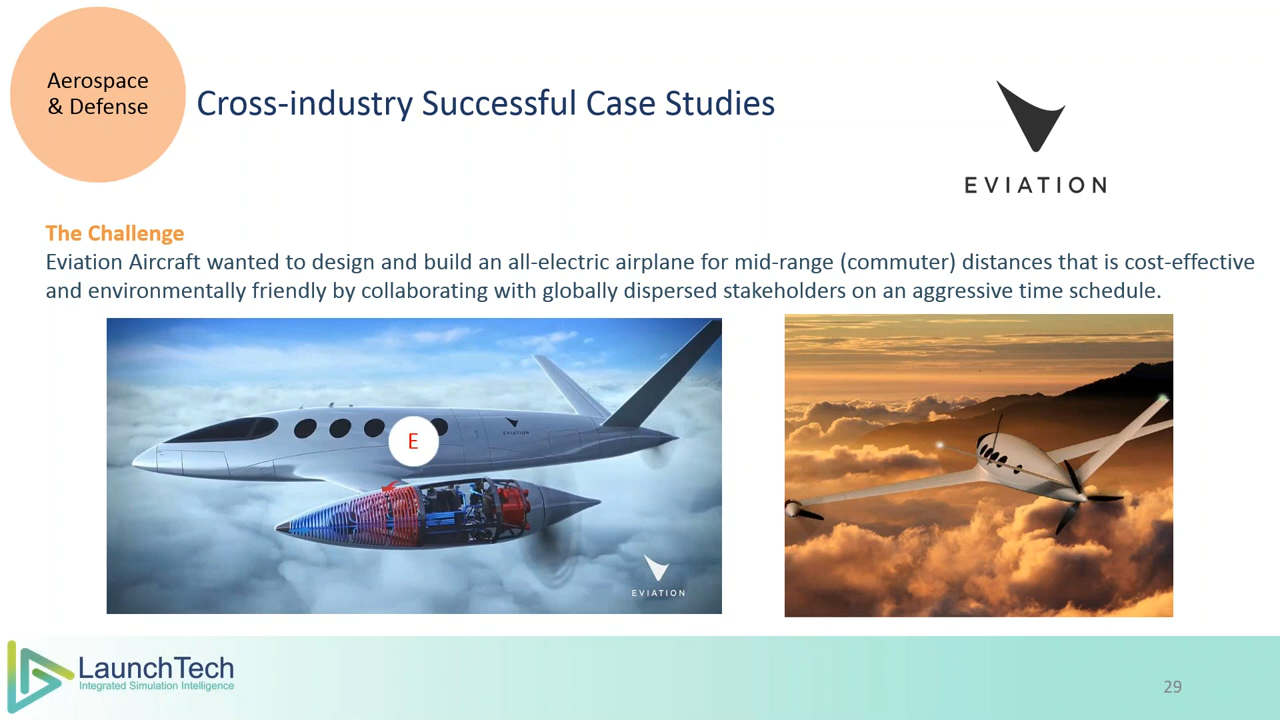 Aerospace
& Defense
Cross-industry Successful Case Studies
EVIATION
The Challenge
Eviation Aircraft wanted to design and build an all-electric airplane for mid-range (commuter) distances that is cost-effective
and environmentally friendly by collaborating with globally dispersed stakeholders on an aggressive time schedule.
E
EVIATION
EVIATION
LaunchTech
Integrated Simulation Intelligence
29